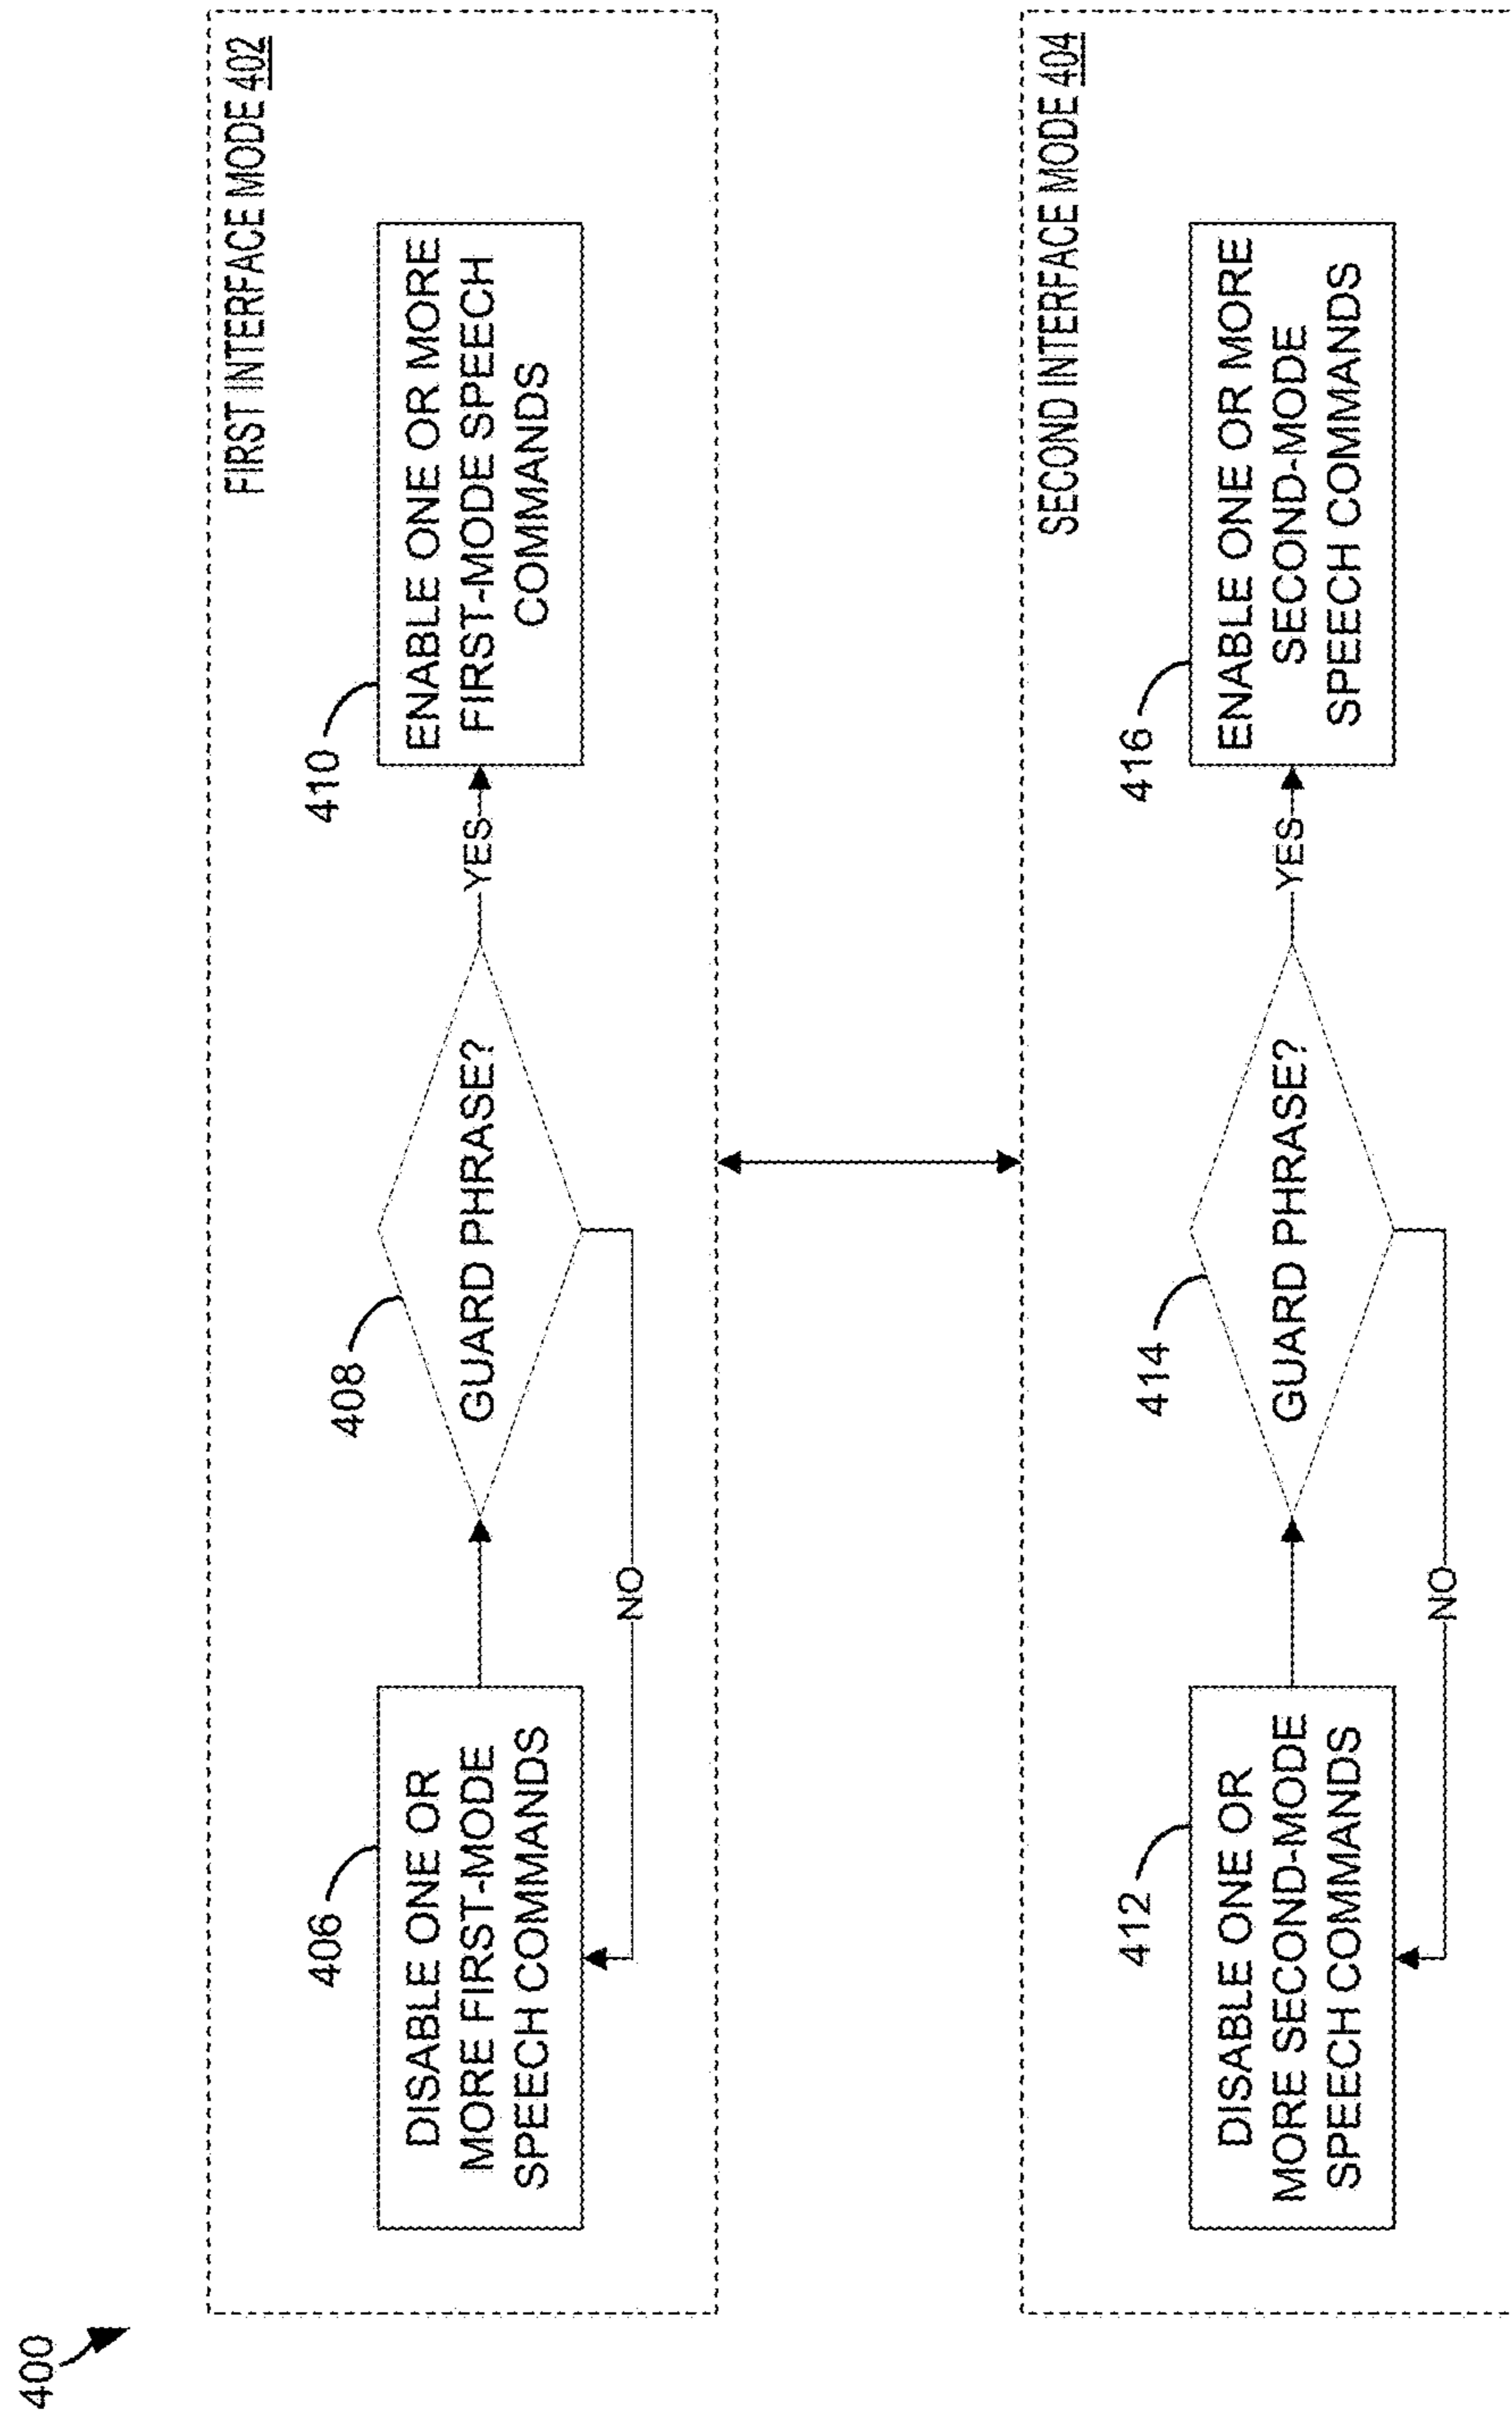 400
FIRST INTERFACE MODE 402
406
DISABLE ONE OR
MORE FIRST-MODE
SPEECH COMMANDS
408
GUARD PHRASE?
NO
YES
410
ENABLE ONE OR MORE
FIRST-MODE SPEECH
COMMANDS
SECOND INTERFACE MODE 404
412
DISABLE ONE OR
MORE SECOND-MODE
SPEECH COMMANDS
414
GUARD PHRASE?
NO
YES
416
ENABLE ONE OR MORE
SECOND-MODE
SPEECH COMMANDS